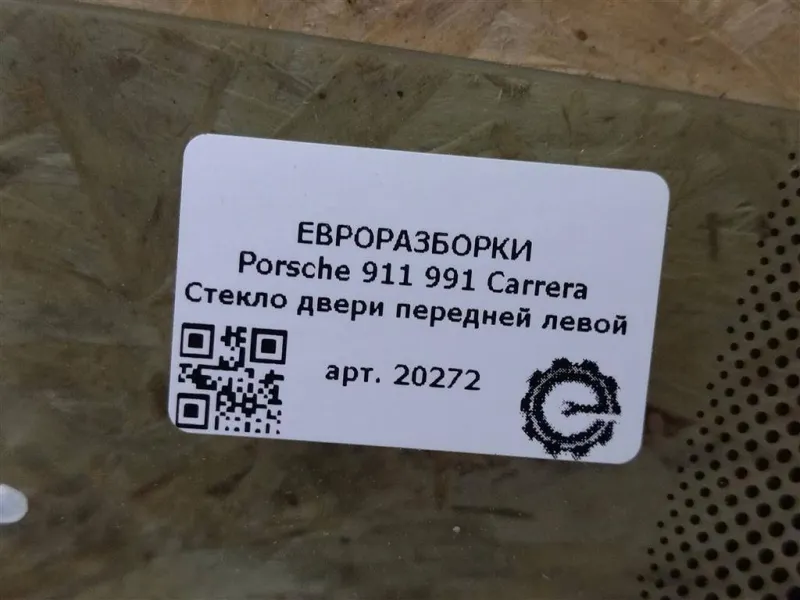 ЕВРОРАЗБОРКИ
Porsche 911 991 Carrera
Стекло двери передней левой
арт. 20272